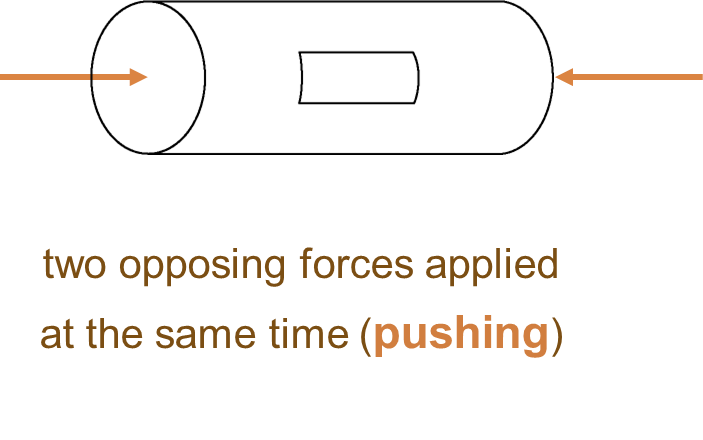 two opposing forces applied
at the same time (pushing)